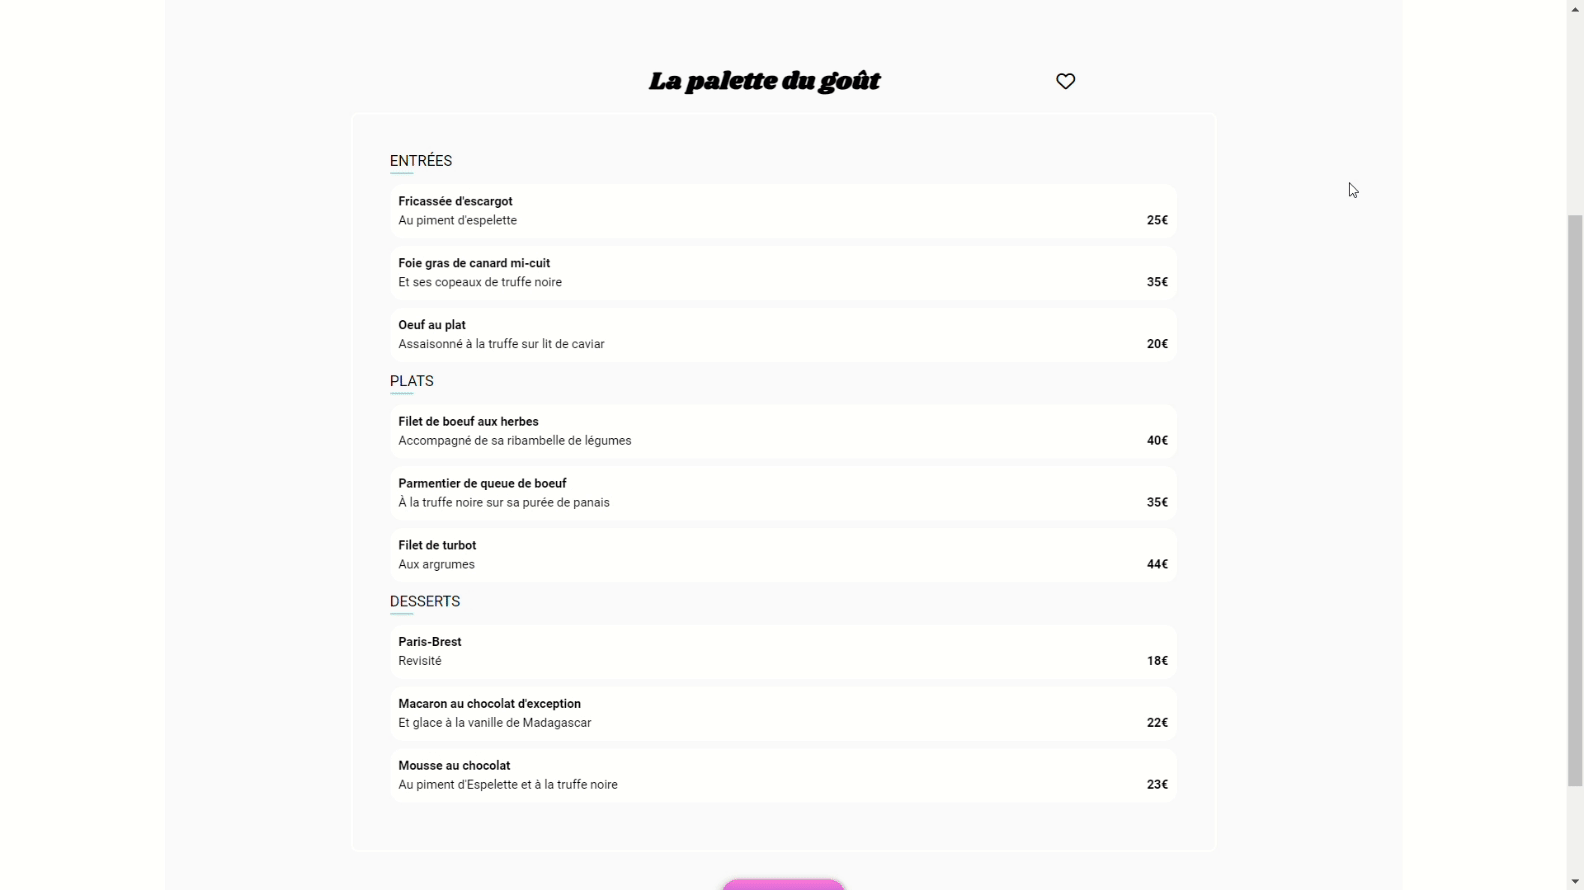 La palette du goût
ENTRÉES
Fricassée d'escargot
Au piment d'espelette 25€
Foie gras de canard mi-cuit
Et ses copeaux de truffe noire 35€
Oeuf au plat
Assaisonné à la truffe sur lit de caviar 20€
PLATS
Filet de boeuf aux herbes
Accompagné de sa ribambelle de légumes 40€
Parmentier de queue de boeuf
À la truffe noire sur sa purée de panais 35€
Filet de turbot
Aux argrumes 44€
DESSERTS
Paris-Brest
Revisité 18€
Macaron au chocolat d'exception
Et glace à la vanille de Madagascar 22€
Mousse au chocolat
Au piment d'Espelette et à la truffe noire 23€